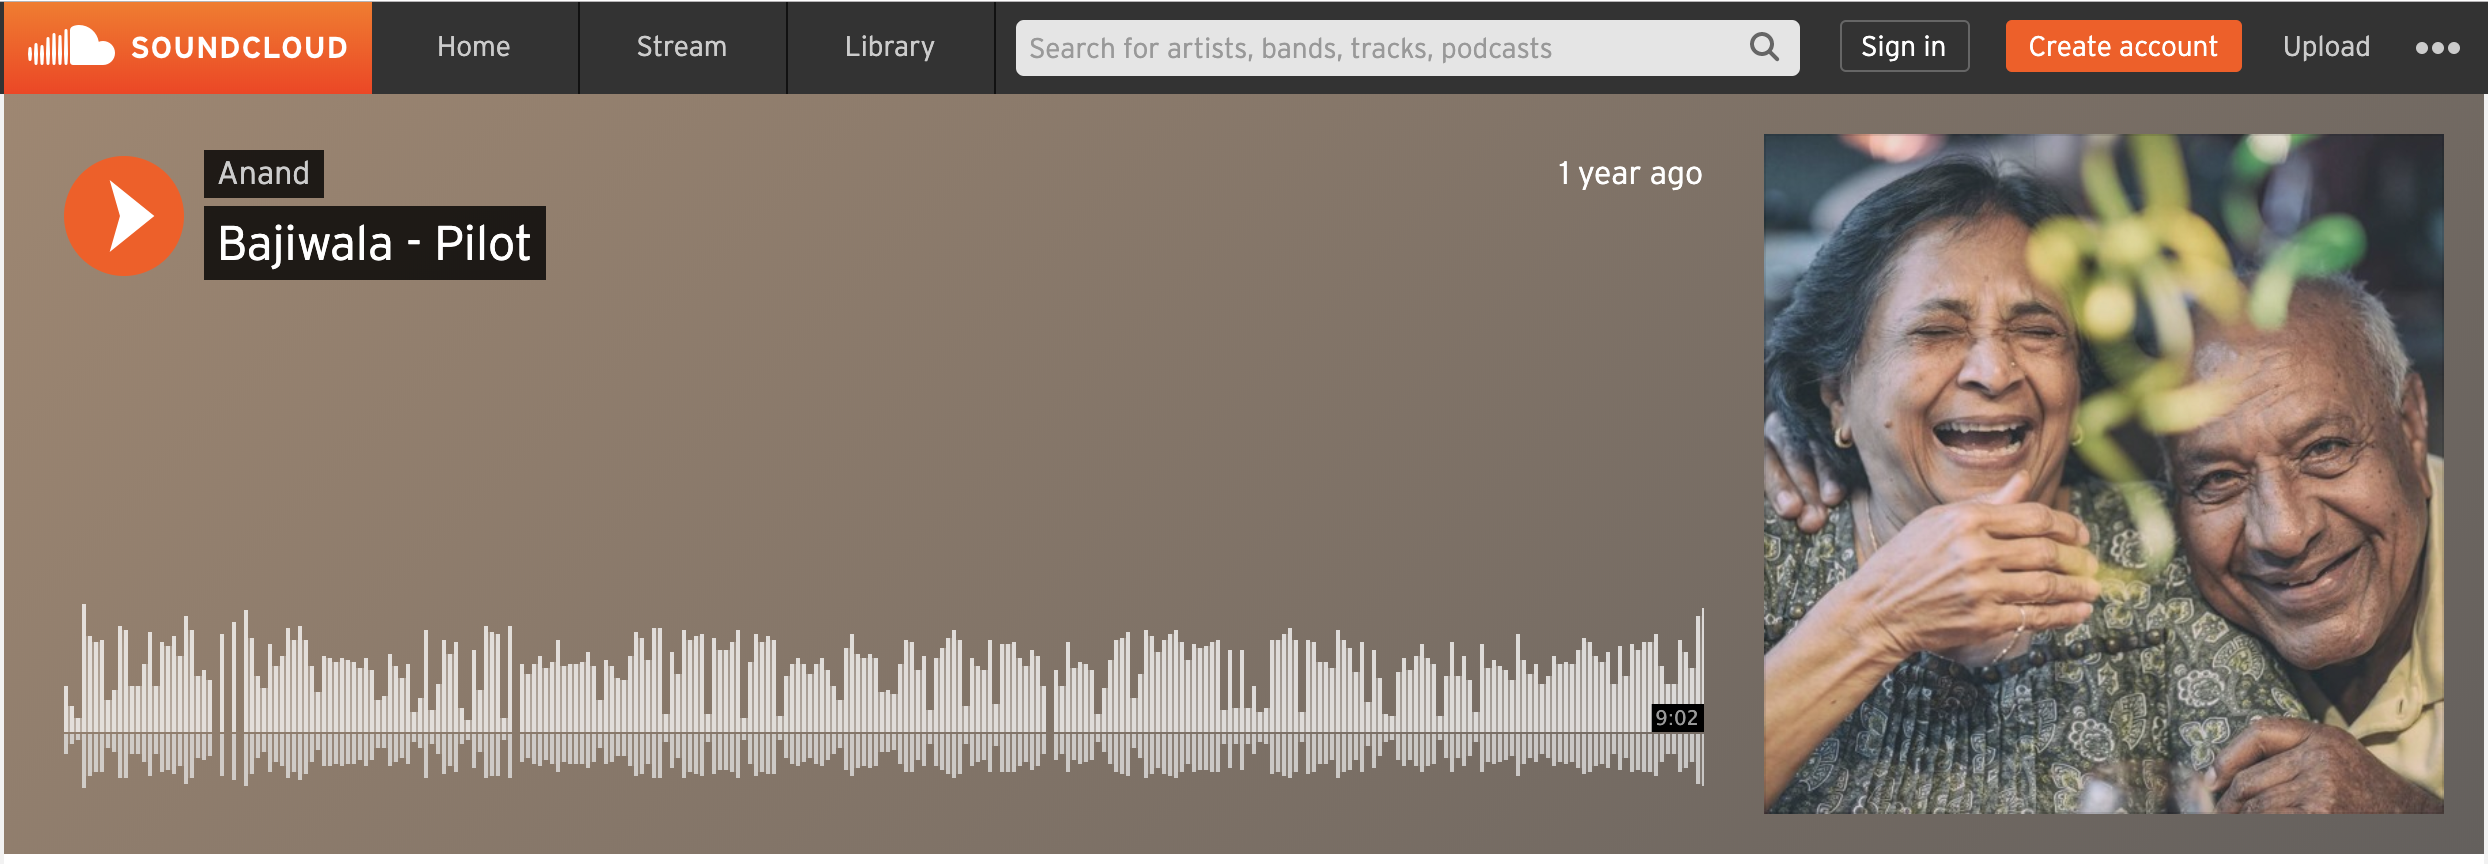 SOUNDCLOUD
Home
Stream
Library
Search for artists, bands, tracks, podcasts
Sign in
Create account
Upload
Anand
1 year ago
Bajiwala - Pilot
9:02